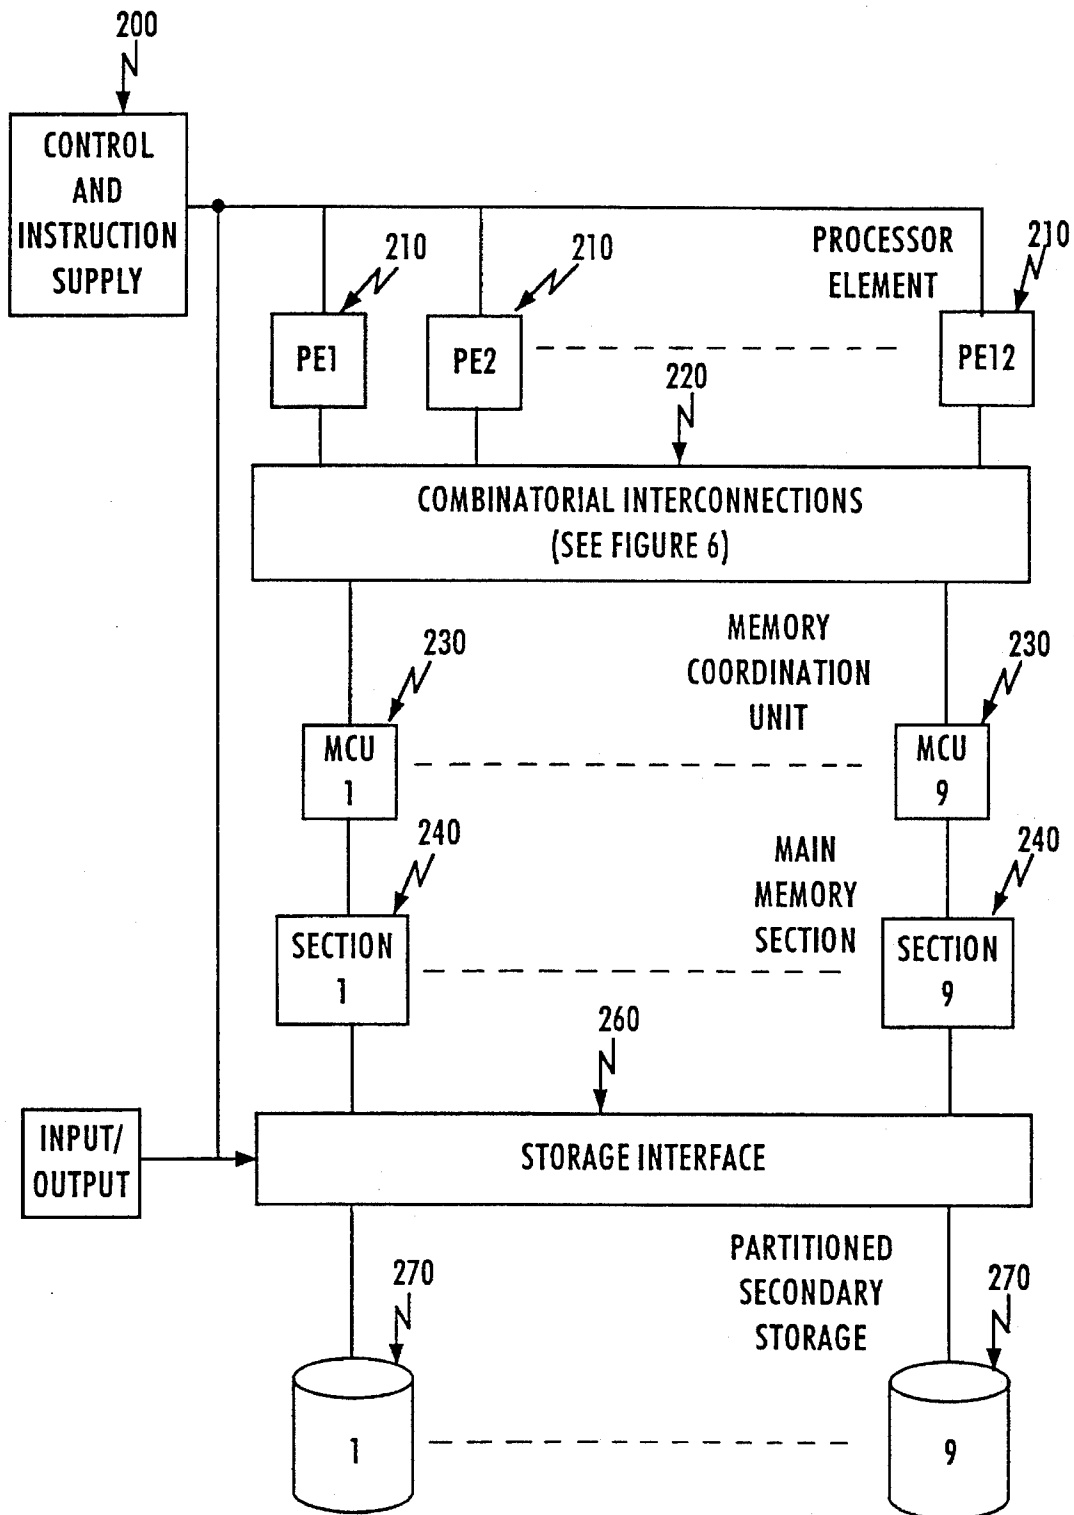 200
CONTROL
AND
INSTRUCTION
SUPPLY
PROCESSOR
ELEMENT
210
210
210
PE1
PE2
PE12
220
COMBINATORIAL INTERCONNECTIONS
(SEE FIGURE 6)
MEMORY
COORDINATION
UNIT
230
230
MCU
1
MCU
9
240
MAIN
MEMORY
SECTION
240
SECTION
1
SECTION
9
260
INPUT/
OUTPUT
STORAGE INTERFACE
PARTITIONED
SECONDARY
STORAGE
270
270
1
9